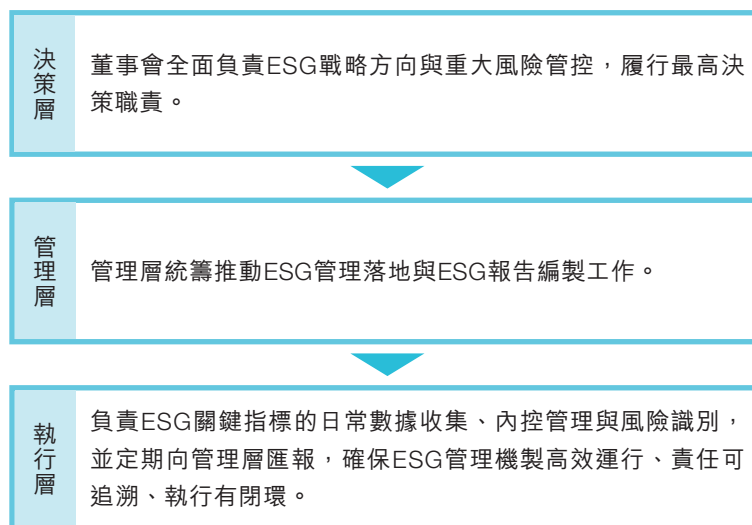 決策層
董事會全面負責ESG戰略方向與重大風險管控，履行最高決
策職責。
管理層
管理層統籌推動ESG管理落地與ESG報告編製工作。
執行層
負責ESG關鍵指標的日常數據收集、內控管理與風險識別，
並定期向管理層匯報，確保ESG管理機製高效運行、責任可
追溯、執行有閉環。